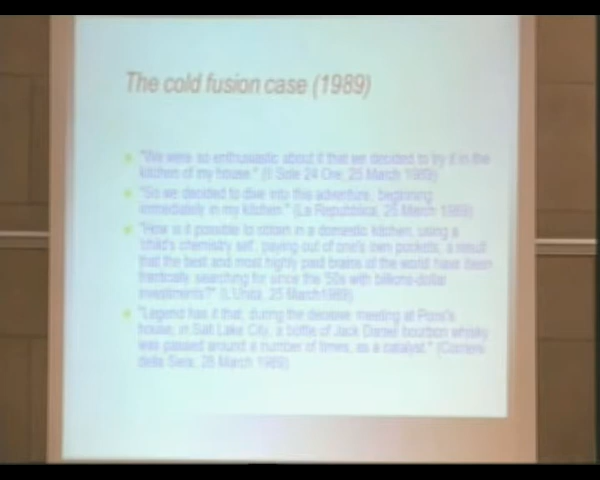 The cold fusion case (1989)
"We were so enthusiastic about it that we decided to try it in the
kitchen of my house." (Il Sole 24 Ore, 25 March 1989)
"So we decided to dive into this adventure, beginning
immediately in my kitchen." (La Repubblica, 25 March 1989)
"How is it possible to obtain in a domestic kitchen, using a
child's chemistry self, paying out of one's own pockets, a result
that the best and most highly paid brains of the world have been
frantically searching for since the '50s with billions-dollar
investments?" (L'Unità, 25 March1989)
"Legend has it that, during the decisive meeting at Pons's
house, in Salt Lake City, a bottle of Jack Daniel bourbon whisky
was passed around a number of times, as a catalyst." (Corriere
della Sera, 28 March 1989)